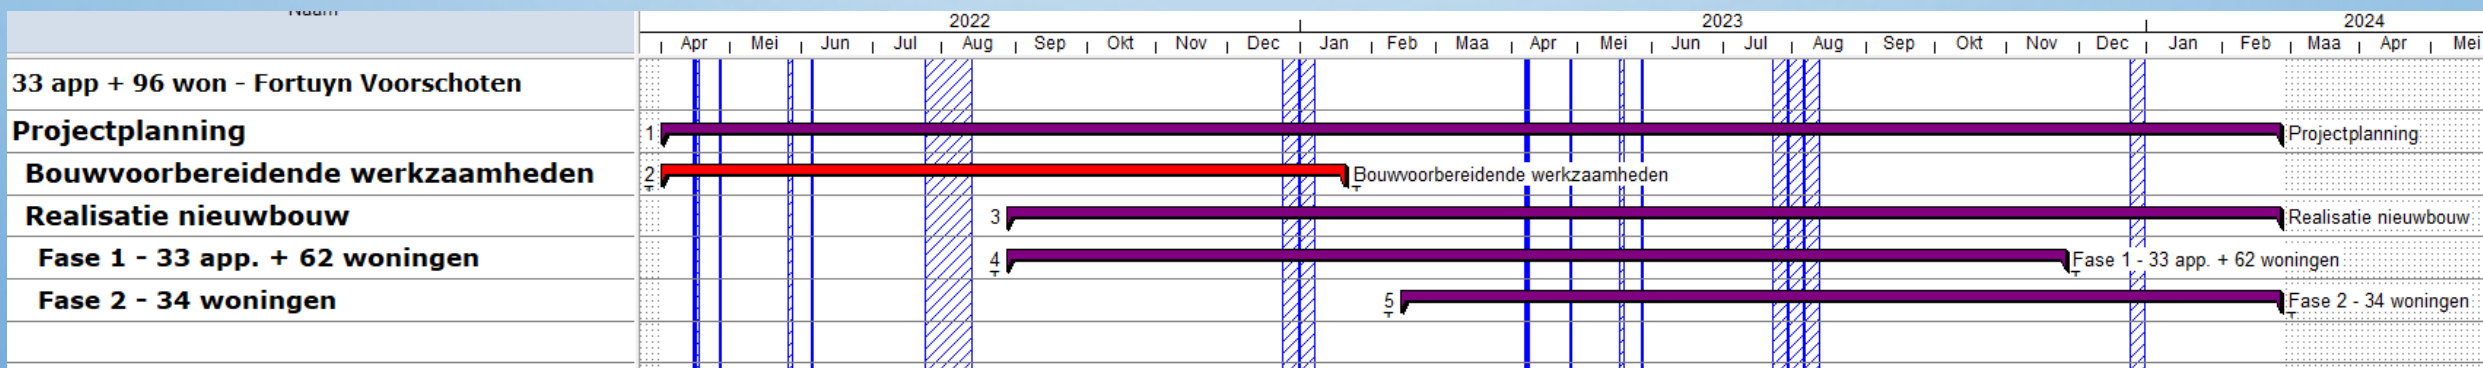 Naam
2022 2023 2024
Apr Mei Jun Jul Aug Sep Okt Nov Dec Jan Feb Maa Apr Mei Jun Jul Aug Sep Okt Nov Dec Jan Feb Maa Apr Mei
33 app + 96 won - Fortuyn Voorschoten
Projectplanning 1 Projectplanning
Bouwvoorbereidende werkzaamheden 2 Bouwvoorbereidende werkzaamheden
Realisatie nieuwbouw 3 Realisatie nieuwbouw
Fase 1 - 33 app. + 62 woningen 4 Fase 1 - 33 app. + 62 woningen
Fase 2 - 34 woningen 5 Fase 2 - 34 woningen